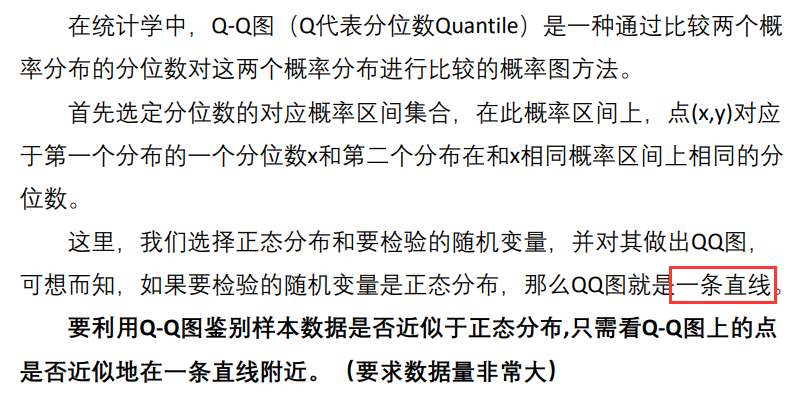 在统计学中，Q-Q图（Q代表分位数Quantile）是一种通过比较两个概
率分布的分位数对这两个概率分布进行比较的概率图方法。
首先选定分位数的对应概率区间集合，在此概率区间上，点(x,y)对应
于第一个分布的一个分位数x和第二个分布在和x相同概率区间上相同的分
位数。
这里，我们选择正态分布和要检验的随机变量，并对其做出QQ图，
可想而知，如果要检验的随机变量是正态分布，那么QQ图就是一条直线。
要利用Q-Q图鉴别样本数据是否近似于正态分布,只需看Q-Q图上的点
是否近似地在一条直线附近。（要求数据量非常大）